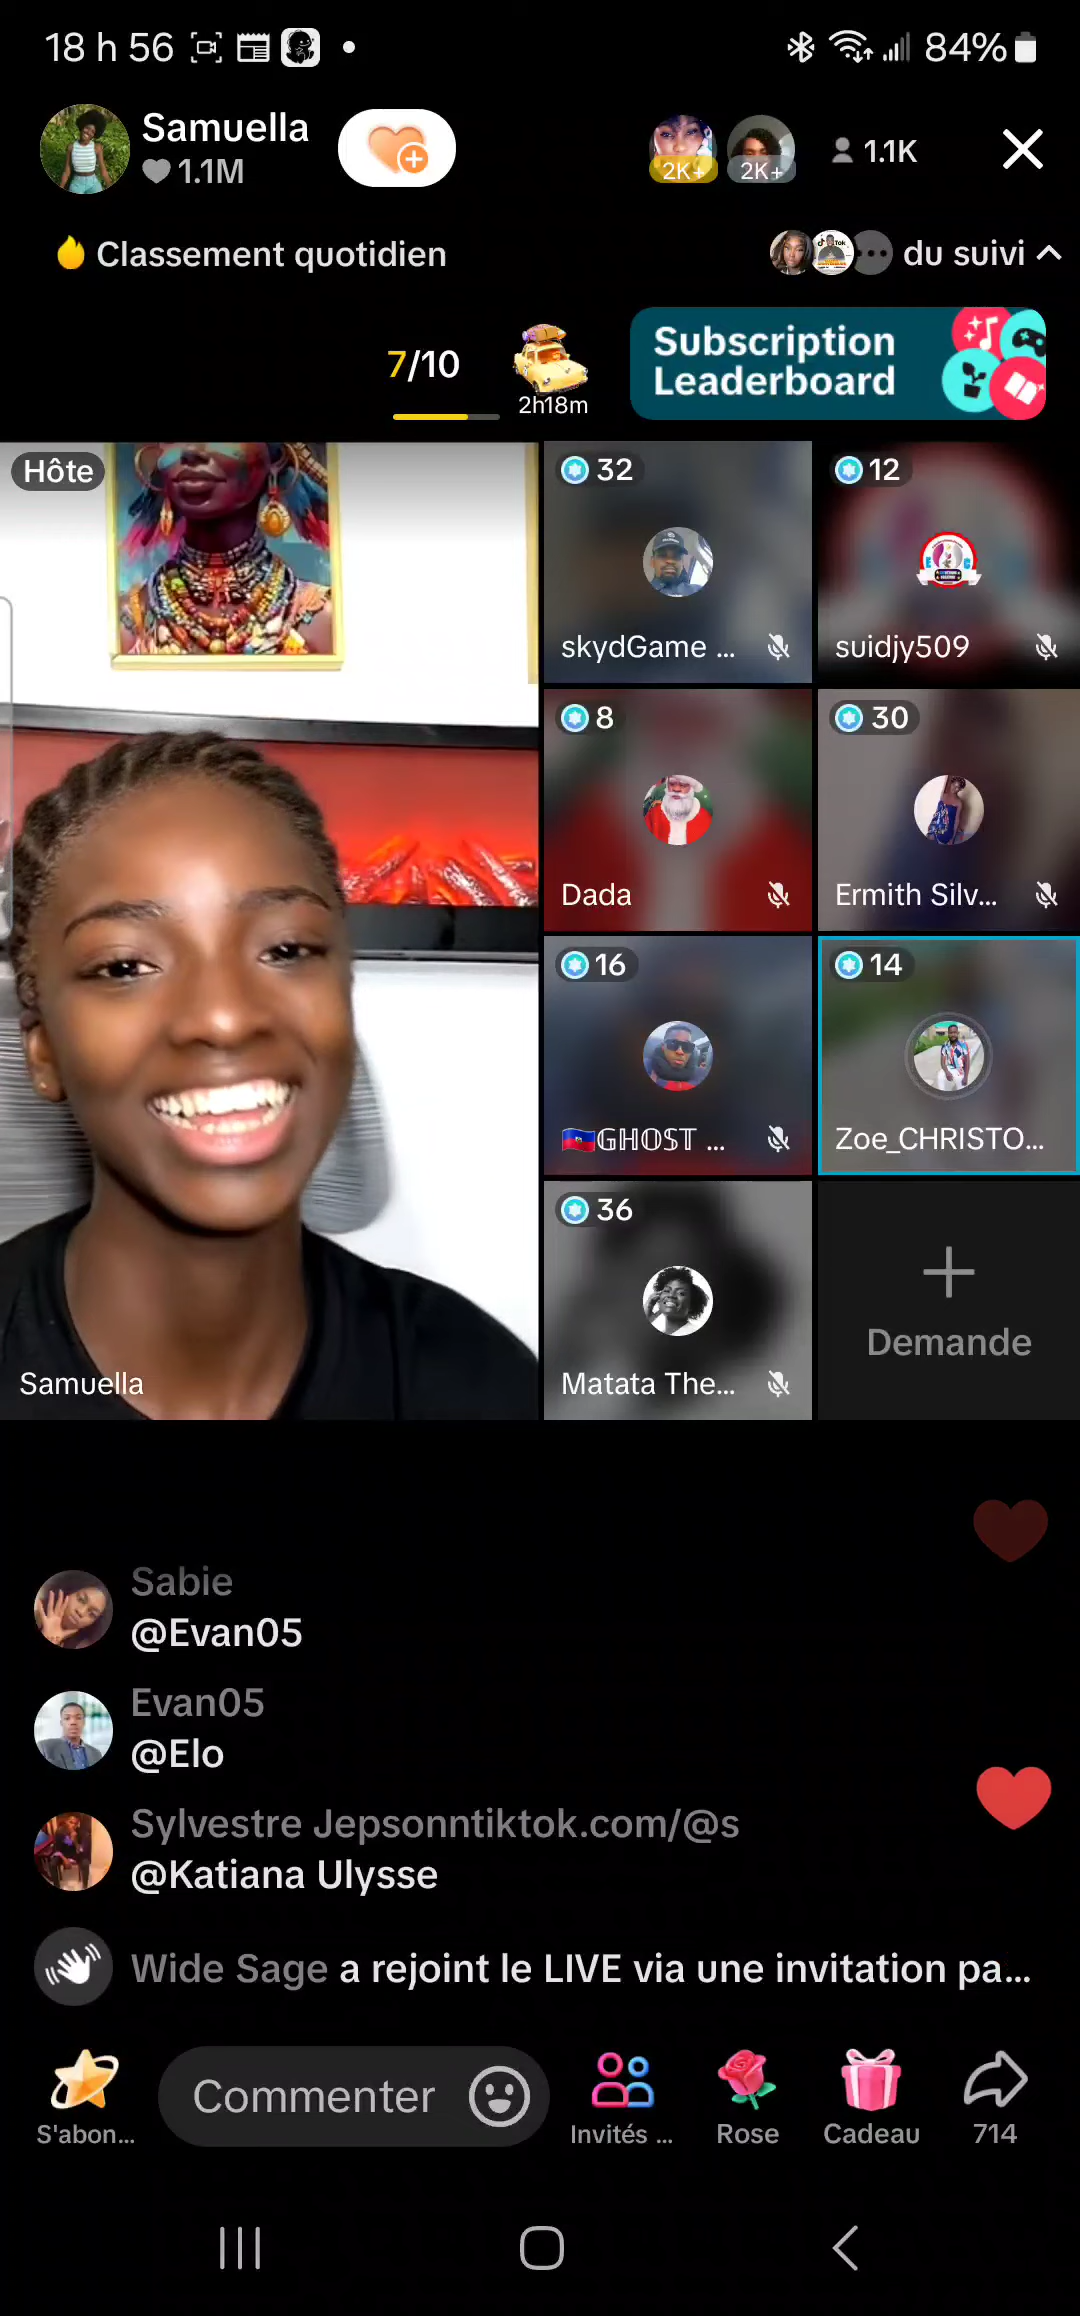 18 h 56
84%
Samuella
1.1M
2K+
2K+
1.1K
Classement quotidien
du suivi
7/10
2h18m
Subscription
Leaderboard
Hôte
Samuella
32
skydGame ...
12
suidjy509
8
Dada
30
Ermith Silv...
16
🇭🇹𝔾ℍ𝕆𝕊𝕋 ...
14
Zoe_CHRISTO...
36
Matata The...
Demande
Sabie
@Evan05
Evan05
@Elo
Sylvestre Jepsonntiktok.com/@s
@Katiana Ulysse
Wide Sage a rejoint le LIVE via une invitation pa...
Commenter
S'abon...
Invités ...
Rose
Cadeau
714